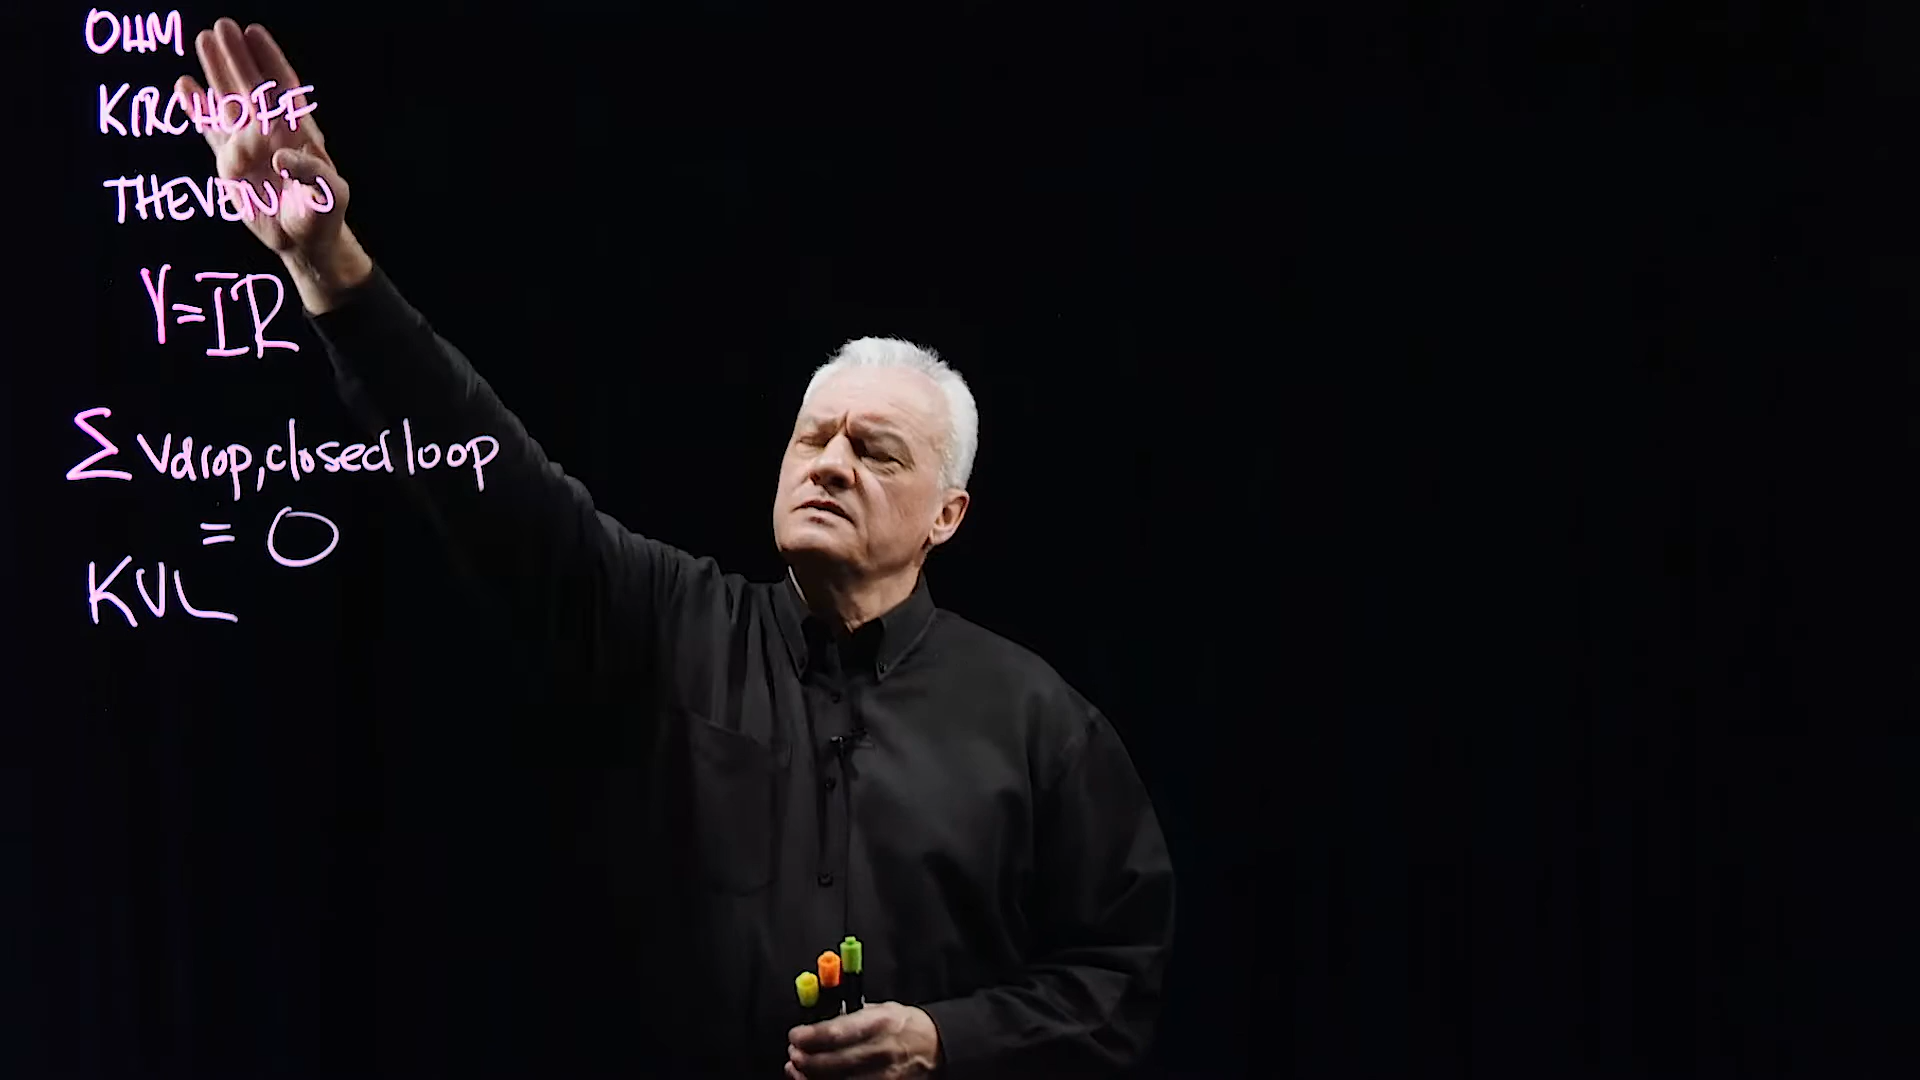 OHM
KIRCHOFF
THEVENiN
V=IR
Σ Vdrop, closed loop
= 0
KVL